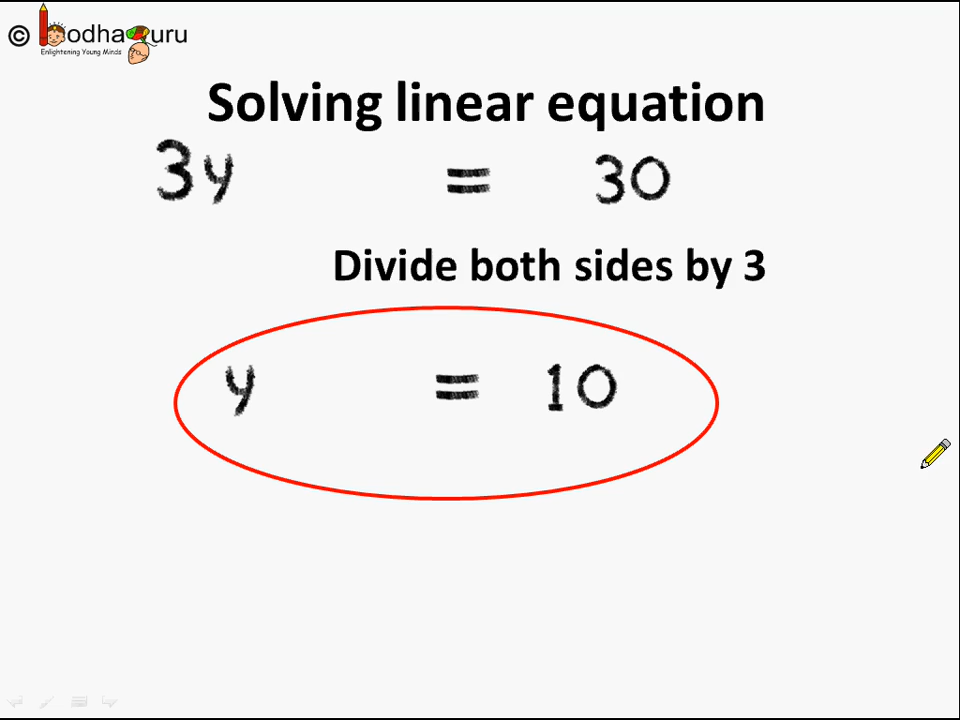 © BodhaGuru
Enlightening Young Minds
Solving linear equation
3y = 30
Divide both sides by 3
y = 10